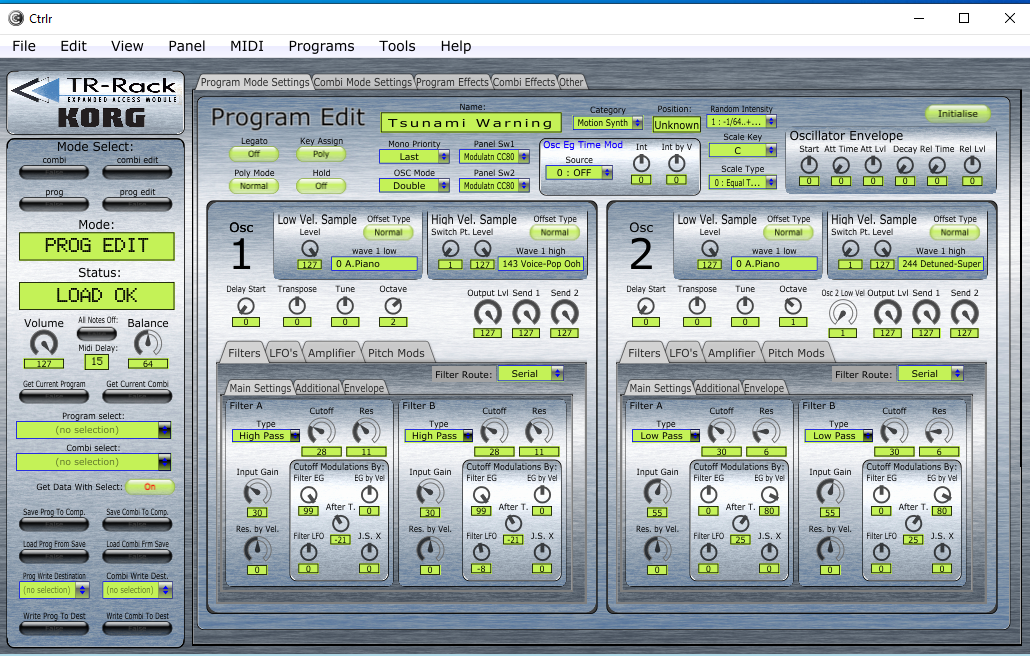 Ctrlr
File Edit View Panel MIDI Programs Tools Help
TR-Rack
EXPANDED ACCESS MODULE
KORG
Mode Select:
combi combi edit
prog prog edit
Mode:
PROG EDIT
Status:
LOAD OK
Volume All Notes Off: Balance
Midi Delay:
127 15 64
Get Current Program Get Current Combi
Program select:
(no selection)
Combi select:
(no selection)
Get Data With Select: On
Save Prog To Comp. Save Combi To Comp.
Load Prog From Save Load Combi Frm Save
Prog Write Destination Combi Write Dest.
(no selection) (no selection)
Write Prog To Dest Write Combi To Dest
Program Mode Settings Combi Mode Settings Program Effects Combi Effects Other
Program Edit
Name:
Tsunami Warning
Category
Motion Synth
Position:
Unknown
Random Intensity
1 : -1/64..+...
Initialise
Legato Key Assign
Off Poly
Poly Mode Hold
Normal Off
Mono Priority Panel Sw1
Last Modulatn CC80
OSC Mode Panel Sw2
Double Modulatn CC80
Osc Eg Time Mod Int Int by V
Source
0 : OFF 0 0
Scale Key
C
Scale Type
0 : Equal T...
Oscillator Envelope
Start Att Time Att Lvl Decay Rel Time Rel Lvl
0 0 0 0 0 0
Osc
1
Low Vel. Sample Offset Type
Level Normal
wave 1 low
127 0 A.Piano
High Vel. Sample Offset Type
Switch Pt. Level Normal
Wave 1 high
1 127 143 Voice-Pop Ooh
Delay Start Transpose Tune Octave
0 0 0 2
Output Lvl Send 1 Send 2
127 127 127
Filters LFO's Amplifier Pitch Mods
Filter Route: Serial
Main Settings Additional Envelope
Filter A Cutoff Res
Type
High Pass
28 11
Input Gain Cutoff Modulations By:
Filter EG EG by Vel
30 99 After T. 0
Res. by Vel. Filter LFO -21 J.S. X
0 0 0
Filter B Cutoff Res
Type
High Pass
28 11
Input Gain Cutoff Modulations By:
Filter EG EG by Vel
30 99 After T. 0
Res. by Vel. Filter LFO -21 J.S. X
0 -8 0
Osc
2
Low Vel. Sample Offset Type
Level Normal
wave 1 low
127 0 A.Piano
High Vel. Sample Offset Type
Switch Pt. Level Normal
Wave 1 high
1 127 244 Detuned-Super
Delay Start Transpose Tune Octave
0 0 0 1
Osc 2 Low Vel Output Lvl Send 1 Send 2
1 127 127 127
Filters LFO's Amplifier Pitch Mods
Filter Route: Serial
Main Settings Additional Envelope
Filter A Cutoff Res
Type
Low Pass
30 6
Input Gain Cutoff Modulations By:
Filter EG EG by Vel
55 0 After T. 80
Res. by Vel. Filter LFO 25 J.S. X
0 0 0
Filter B Cutoff Res
Type
Low Pass
30 6
Input Gain Cutoff Modulations By:
Filter EG EG by Vel
55 0 After T. 80
Res. by Vel. Filter LFO 25 J.S. X
0 0 0